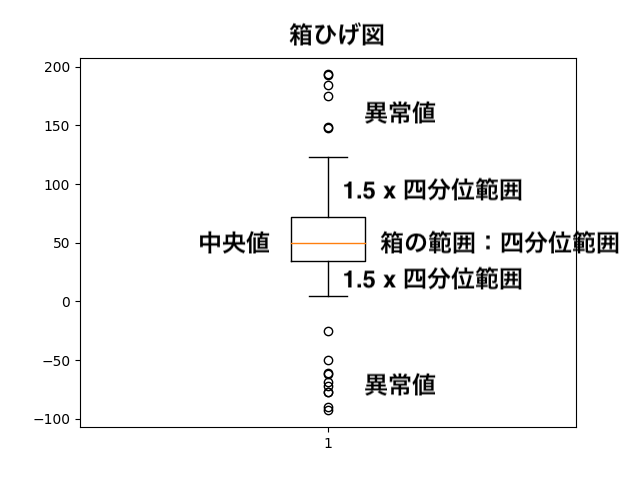 箱ひげ図
200
異常値
150
1.5 x 四分位範囲
100
中央値
50
箱の範囲：四分位範囲
1.5 x 四分位範囲
0
−50
異常値
−100
1